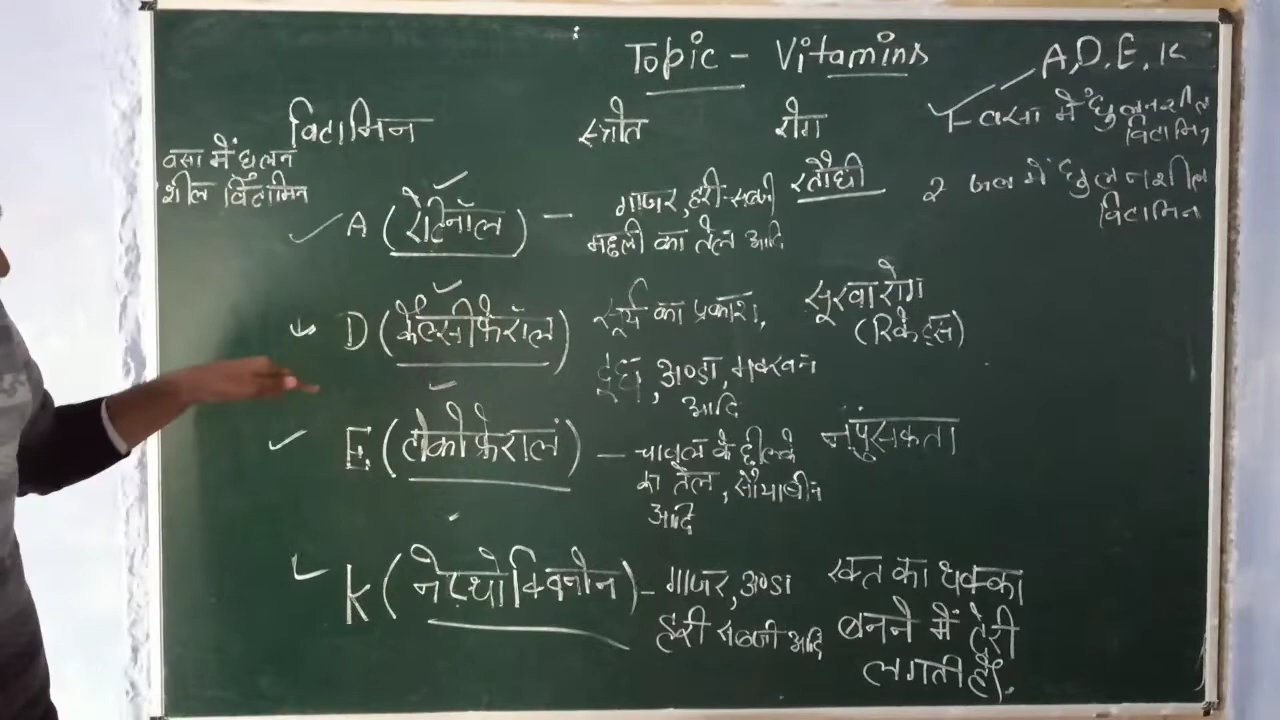 Topic - Vitamins
A, D, E, K
विटामिन स्त्रोत रोग
1- वसा में घुलनशील
विटामिन
2 जल में घुलनशील
विटामिन
वसा में घुलन
शील विटामिन
A (रेटिनॉल) - गाजर, हरी सब्जी
मछली का तेल आदि
रतौंधी
D (कैल्सीफेरॉल) सूर्य का प्रकाश,
दूध, अण्डा, मक्खन
आदि
सूखा रोग
(रिकेट्स)
E (टोकोफेरॉल) - चावल के छीलके
का तेल, सोयाबीन
आदि
नपुंसकता
K (नेफ्थोक्विनोन) - गाजर, अण्डा
हरी सब्जी आदि
रक्त का थक्का
बनने में देरी
लगती है।